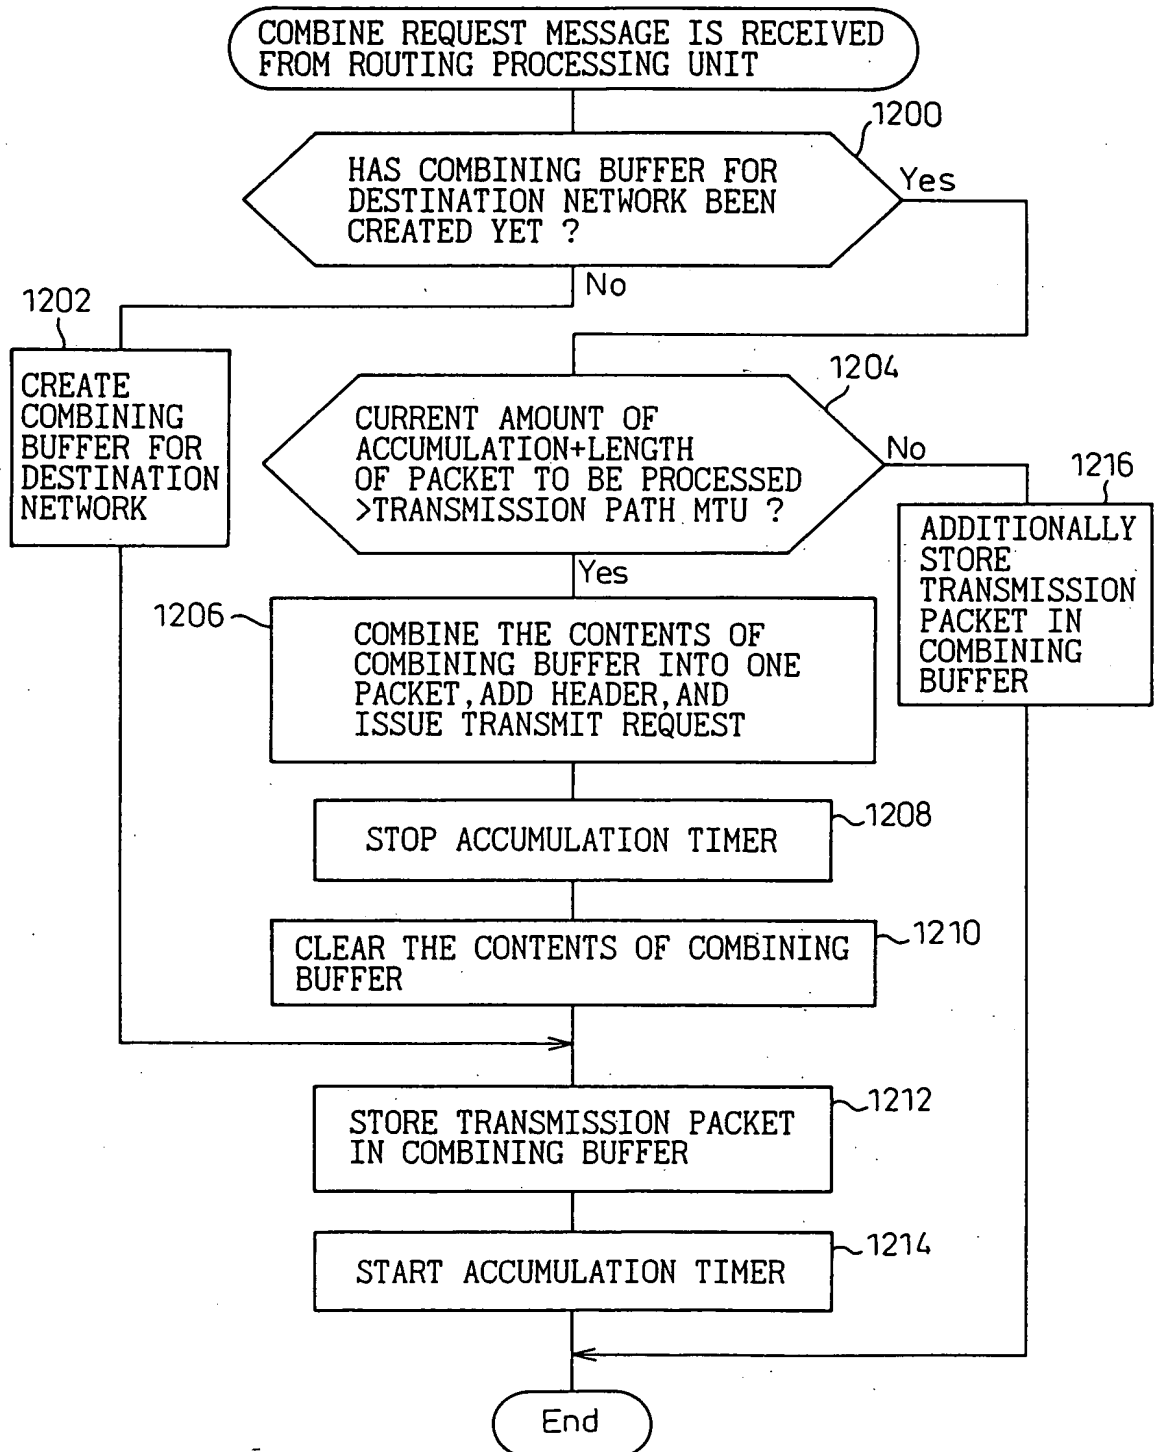 COMBINE REQUEST MESSAGE IS RECEIVED
FROM ROUTING PROCESSING UNIT
1200
HAS COMBINING BUFFER FOR
DESTINATION NETWORK BEEN
CREATED YET ?
Yes
No
1202
CREATE
COMBINING
BUFFER FOR
DESTINATION
NETWORK
1204
CURRENT AMOUNT OF
ACCUMULATION+LENGTH
OF PACKET TO BE PROCESSED
>TRANSMISSION PATH MTU ?
No
Yes
1216
ADDITIONALLY
STORE
TRANSMISSION
PACKET IN
COMBINING
BUFFER
1206
COMBINE THE CONTENTS OF
COMBINING BUFFER INTO ONE
PACKET,ADD HEADER,AND
ISSUE TRANSMIT REQUEST
1208
STOP ACCUMULATION TIMER
1210
CLEAR THE CONTENTS OF COMBINING
BUFFER
1212
STORE TRANSMISSION PACKET
IN COMBINING BUFFER
1214
START ACCUMULATION TIMER
End